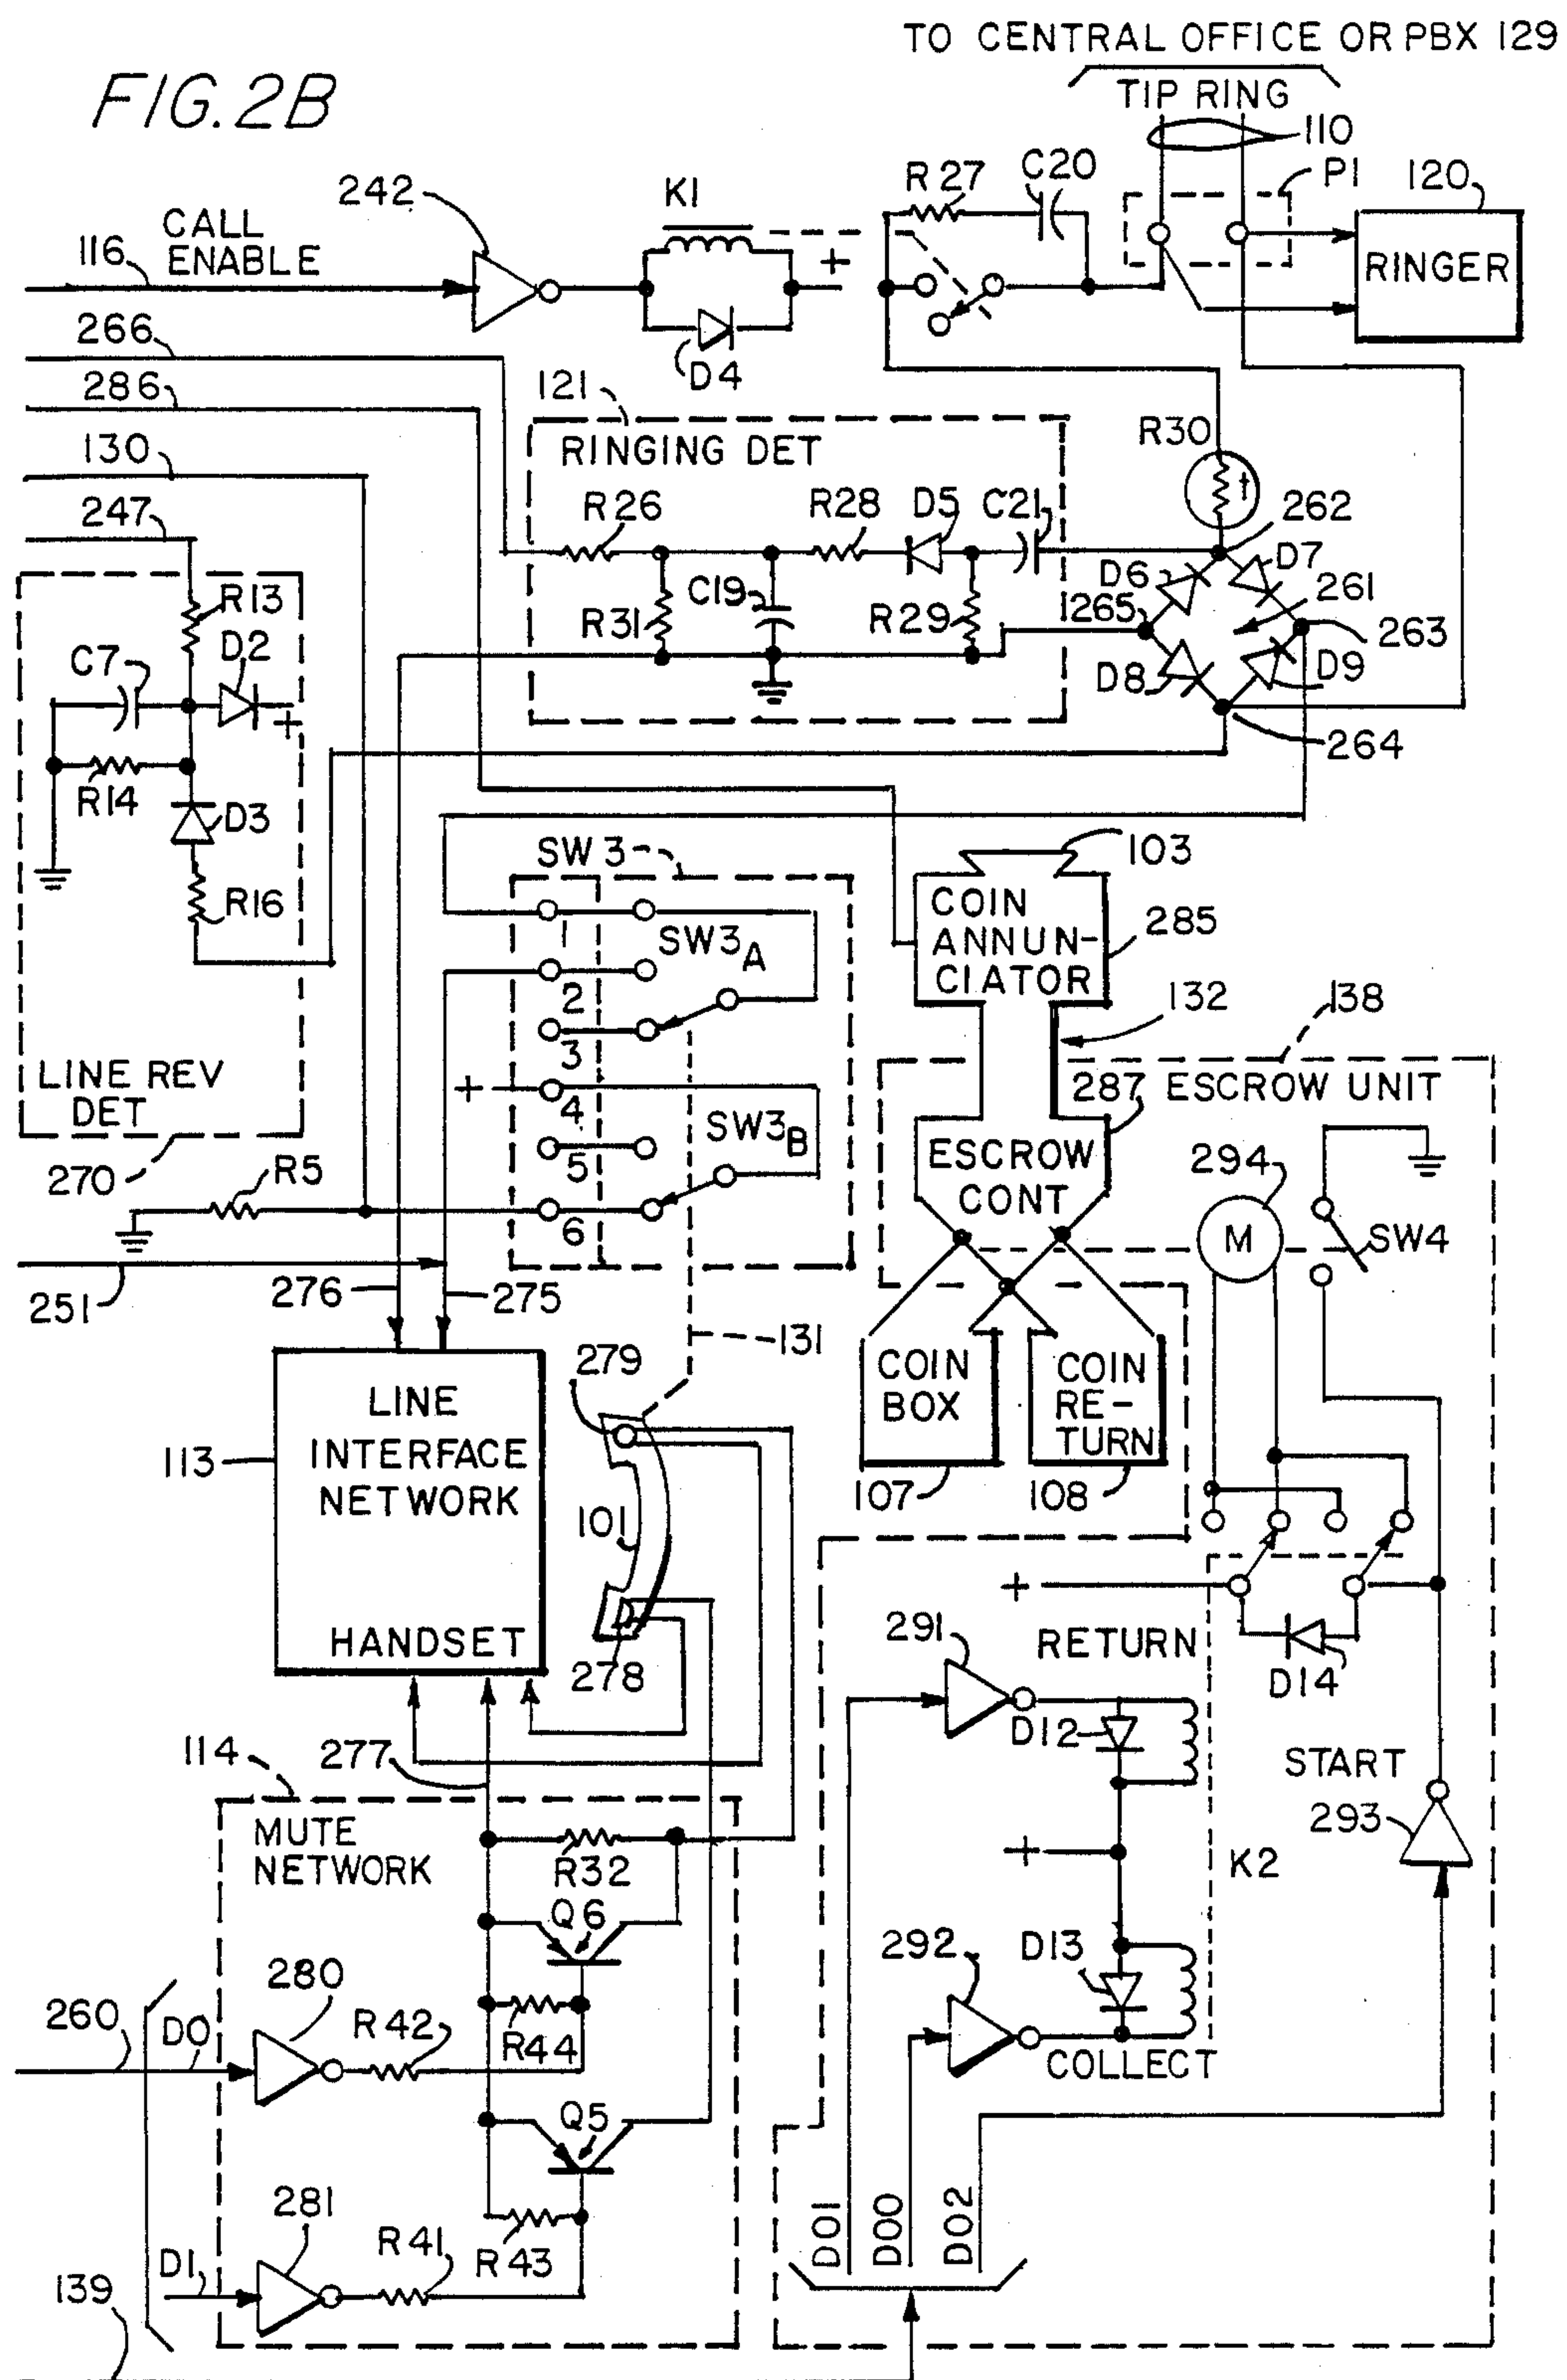 TO CENTRAL OFFICE OR PBX 129
FIG. 2B
TIP RING
110
P1
120
RINGER
R27
C20
K1
242
CALL
ENABLE
116
+
D4
266
286
121
RINGING DET
R30
130
R26
R28
D5
C21
262
247
D6
D7
R13
R31
C19
R29
265
261
263
C7
D2
D8
D9
+
264
R14
D3
SW3
103
R16
COIN
ANNUN-
CIATOR
285
1
SW3A
2
132
138
3
LINE REV
DET
+
4
287
ESCROW UNIT
SW3B
5
ESCROW
CONT
294
270
R5
6
M
SW4
251
276
275
131
279
COIN
BOX
COIN
RE-
TURN
LINE
INTERFACE
NETWORK
113
107
108
101
+
291
RETURN
HANDSET
278
D14
D12
114
277
START
293
MUTE
NETWORK
R32
+
K2
Q6
292
D13
280
260
D0
R42
R44
COLLECT
Q5
281
D01
D00
D02
R43
R41
D1
139